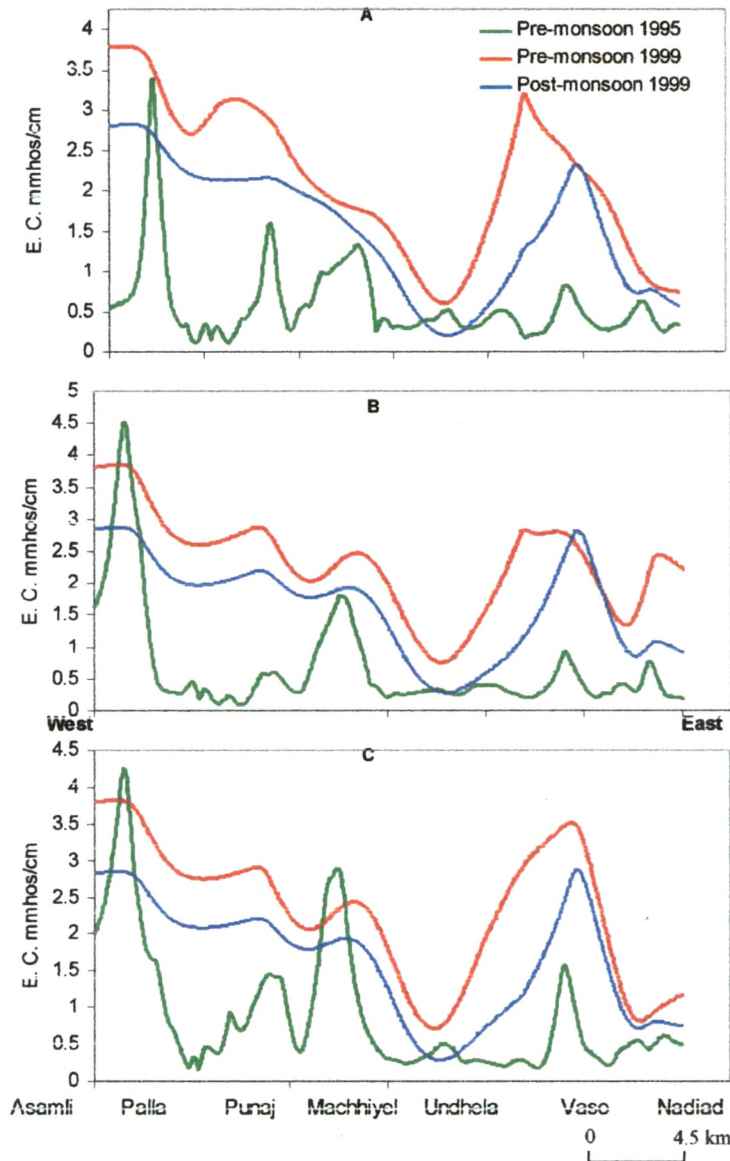 A
Pre-monsoon 1995
Pre-monsoon 1999
Post-monsoon 1999
E. C. mmhos/cm
4
3.5
3
2.5
2
1.5
1
0.5
0
B
E. C. mmhos/cm
5
4.5
4
3.5
3
2.5
2
1.5
1
0.5
0
West East
C
E. C. mmhos/cm
4.5
4
3.5
3
2.5
2
1.5
1
0.5
0
Asamli Palla Punaj Machhiyel Undhela Vaso Nadiad
0 4.5 km